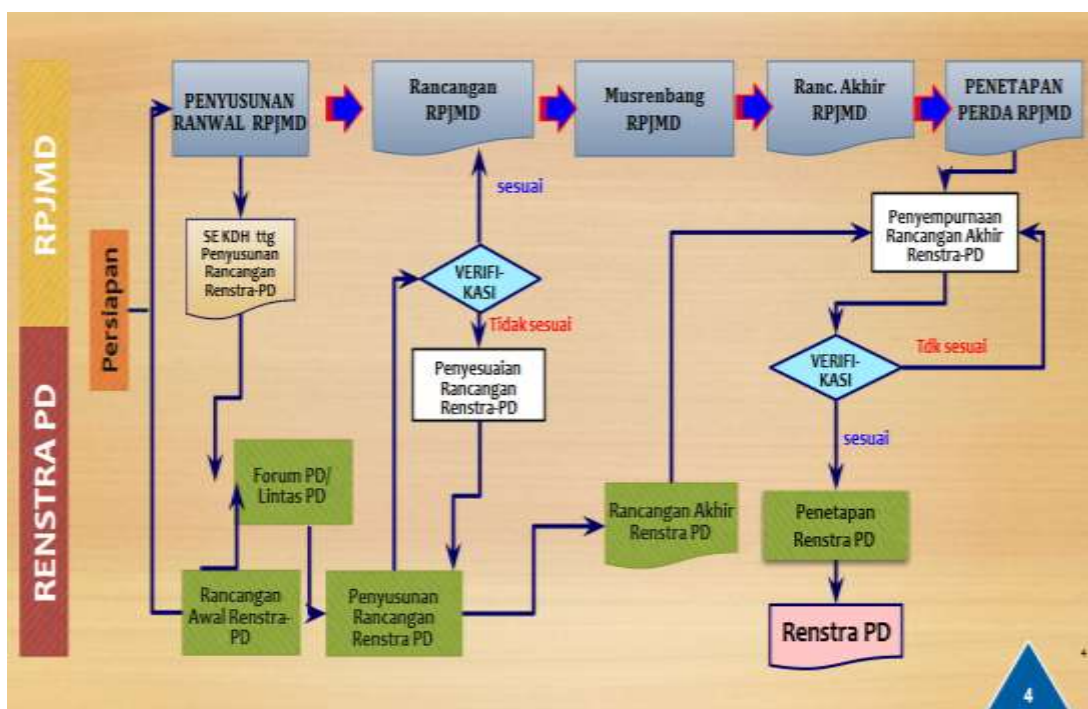 RPJMD
RENSTRA PD
Persiapan
PENYUSUNAN
RANWAL RPJMD
Rancangan
RPJMD
Musrenbang
RPJMD
Ranc. Akhir
RPJMD
PENETAPAN
PERDA RPJMD
SE KDH ttg
Penyusunan
Rancangan
Renstra-PD
sesuai
VERIFI-
KASI
Tidak sesuai
Penyesuaian
Rancangan
Renstra-PD
Penyempurnaan
Rancangan Akhir
Renstra-PD
VERIFI-
KASI
Tdk sesuai
sesuai
Forum PD/
Lintas PD
Rancangan
Awal Renstra-
PD
Penyusunan
Rancangan
Renstra PD
Rancangan Akhir
Renstra PD
Penetapan
Renstra PD
Renstra PD
4
4